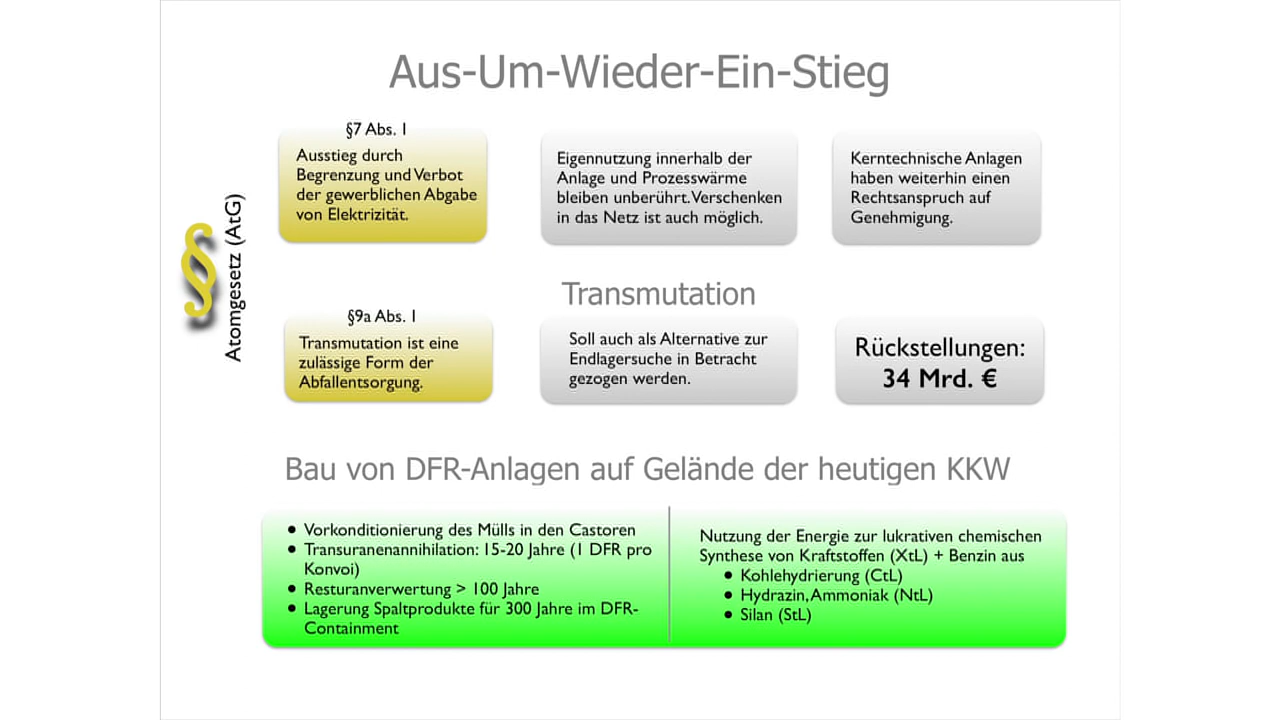 Aus-Um-Wieder-Ein-Stieg
§
Atomgesetz (AtG)
§7 Abs. 1
Ausstieg durch
Begrenzung und Verbot
der gewerblichen Abgabe
von Elektrizität.
Eigennutzung innerhalb der
Anlage und Prozesswärme
bleiben unberührt. Verschenken
in das Netz ist auch möglich.
Kerntechnische Anlagen
haben weiterhin einen
Rechtsanspruch auf
Genehmigung.
Transmutation
§9a Abs. 1
Transmutation ist eine
zulässige Form der
Abfallentsorgung.
Soll auch als Alternative zur
Endlagersuche in Betracht
gezogen werden.
Rückstellungen:
34 Mrd. €
Bau von DFR-Anlagen auf Gelände der heutigen KKW
• Vorkonditionierung des Mülls in den Castoren
• Transuranenannihilation: 15-20 Jahre (1 DFR pro
Konvoi)
• Resturanverwertung > 100 Jahre
• Lagerung Spaltprodukte für 300 Jahre im DFR-
Containment
Nutzung der Energie zur lukrativen chemischen
Synthese von Kraftstoffen (XtL) + Benzin aus
• Kohlehydrierung (CtL)
• Hydrazin, Ammoniak (NtL)
• Silan (StL)